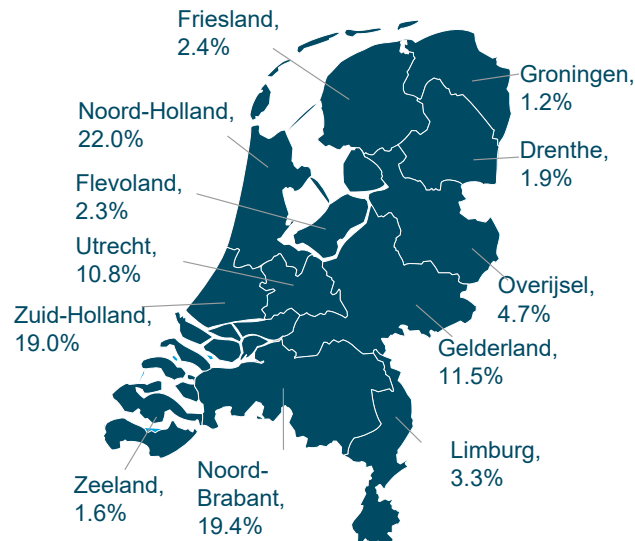 Friesland,
2.4%
Groningen,
1.2%
Noord-Holland,
22.0%
Drenthe,
1.9%
Flevoland,
2.3%
Utrecht,
10.8%
Overijsel,
4.7%
Zuid-Holland,
19.0%
Gelderland,
11.5%
Limburg,
3.3%
Noord-
Brabant,
19.4%
Zeeland,
1.6%